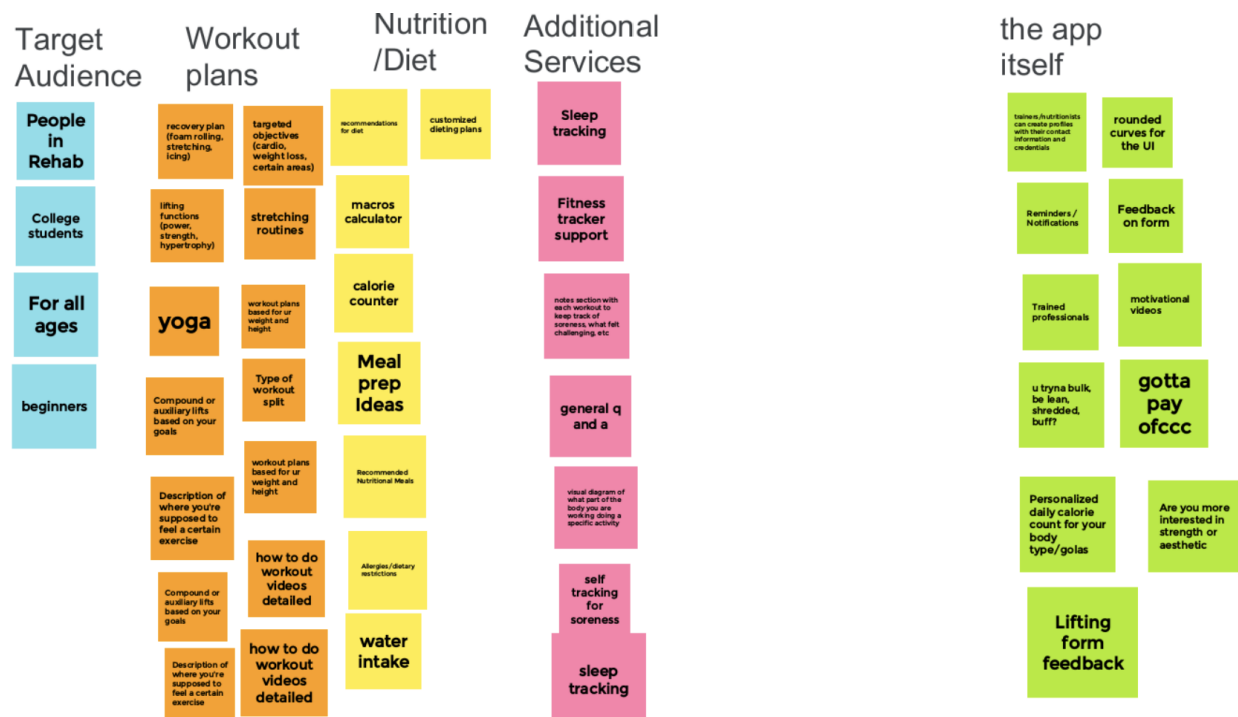 Target
Audience
People
in
Rehab
College
students
For all
ages
beginners
Workout
plans
recovery plan
(foam rolling,
stretching,
icing)
targeted
objectives
(cardio,
weight loss,
certain areas)
lifting
functions
(power,
strength,
hypertrophy)
stretching
routines
yoga
workout plans
based for ur
weight and
height
Type of
workout
split
Compound or
auxiliary lifts
based on your
goals
workout plans
based for ur
weight and
height
Description of
where you're
supposed to
feel a certain
exercise
how to do
workout
videos
detailed
Compound or
auxiliary lifts
based on your
goals
Description of
where you're
supposed to
feel a certain
exercise
how to do
workout
videos
detailed
Nutrition
/Diet
recommendations
for diet
customized
dieting plans
macros
calculator
calorie
counter
Meal
prep
Ideas
Recommended
Nutritional Meals
Allergies/dietary
restrictions
water
intake
Additional
Services
Sleep
tracking
Fitness
tracker
support
notes section with
each workout to
keep track of
soreness, what felt
challenging, etc
general q
and a
visual diagram of
what part of the
body you are
working doing a
specific activity
self
tracking
for
soreness
sleep
tracking
the app
itself
trainers/nutritionists
can create profiles
with their contact
information and
credentials
rounded
curves for
the UI
Reminders /
Notifications
Feedback
on form
Trained
professionals
motivational
videos
u tryna bulk,
be lean,
shredded,
buff?
gotta
pay
ofccc
Personalized
daily calorie
count for your
body
type/golas
Are you more
interested in
strength or
aesthetic
Lifting
form
feedback